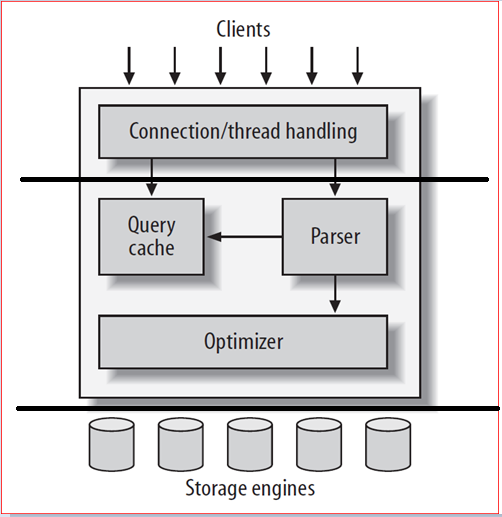 Clients
Connection/thread handling
Query
cache
Parser
Optimizer
Storage engines